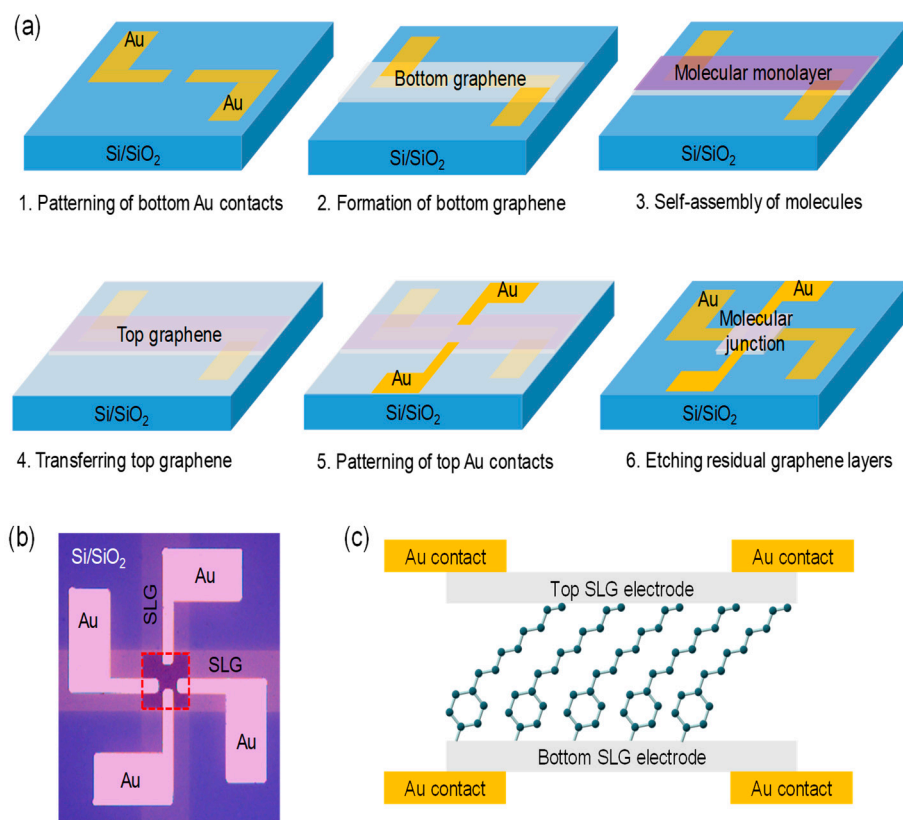 (a)
Au
Au
Si/SiO₂
1. Patterning of bottom Au contacts
Bottom graphene
Si/SiO₂
2. Formation of bottom graphene
Molecular monolayer
Si/SiO₂
3. Self-assembly of molecules
Top graphene
Si/SiO₂
4. Transferring top graphene
Au
Au
Si/SiO₂
5. Patterning of top Au contacts
Au
Au
Molecular
junction
Si/SiO₂
6. Etching residual graphene layers
(b)
Si/SiO₂
Au
SLG
Au
SLG
Au
Au
(c)
Au contact
Au contact
Top SLG electrode
Bottom SLG electrode
Au contact
Au contact